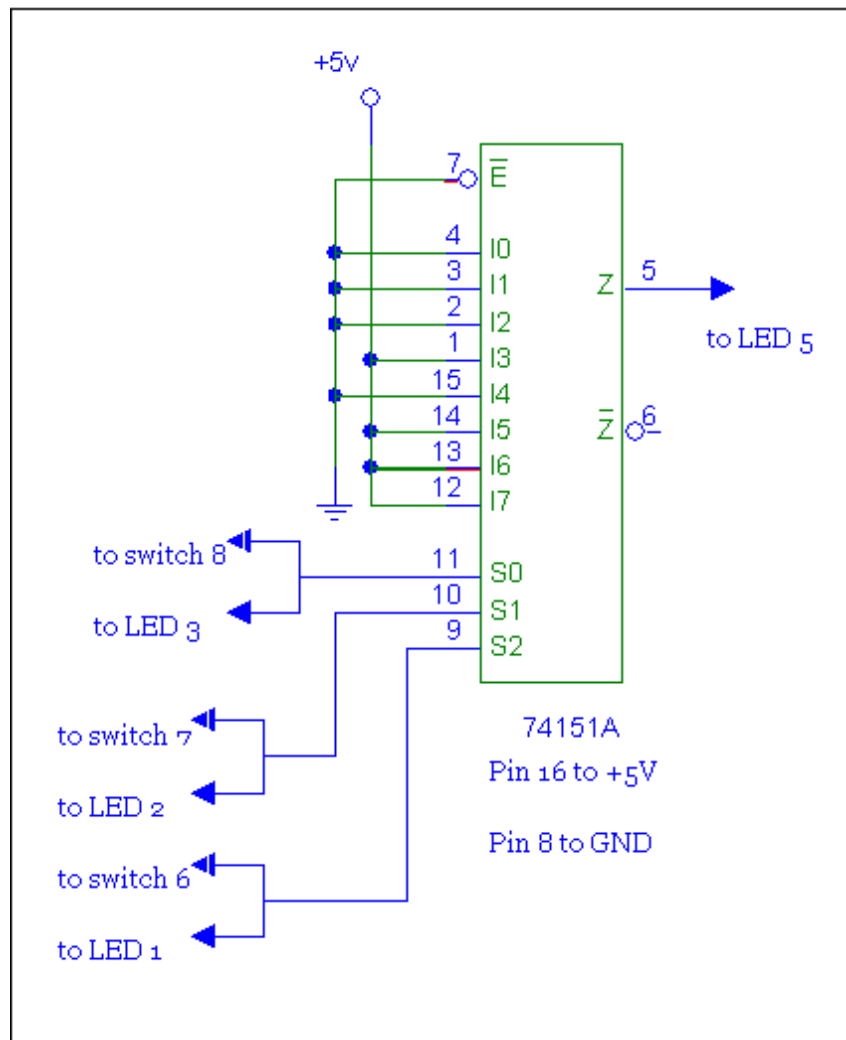 +5v
7 E
4 I0
3 I1
Z 5
2 I2
1 I3
to LED 5
15 I4
14 I5
Z 6
13 I6
12 I7
to switch 8
11 S0
10 S1
to LED 3
9 S2
74151A
to switch 7
Pin 16 to +5V
to LED 2
Pin 8 to GND
to switch 6
to LED 1